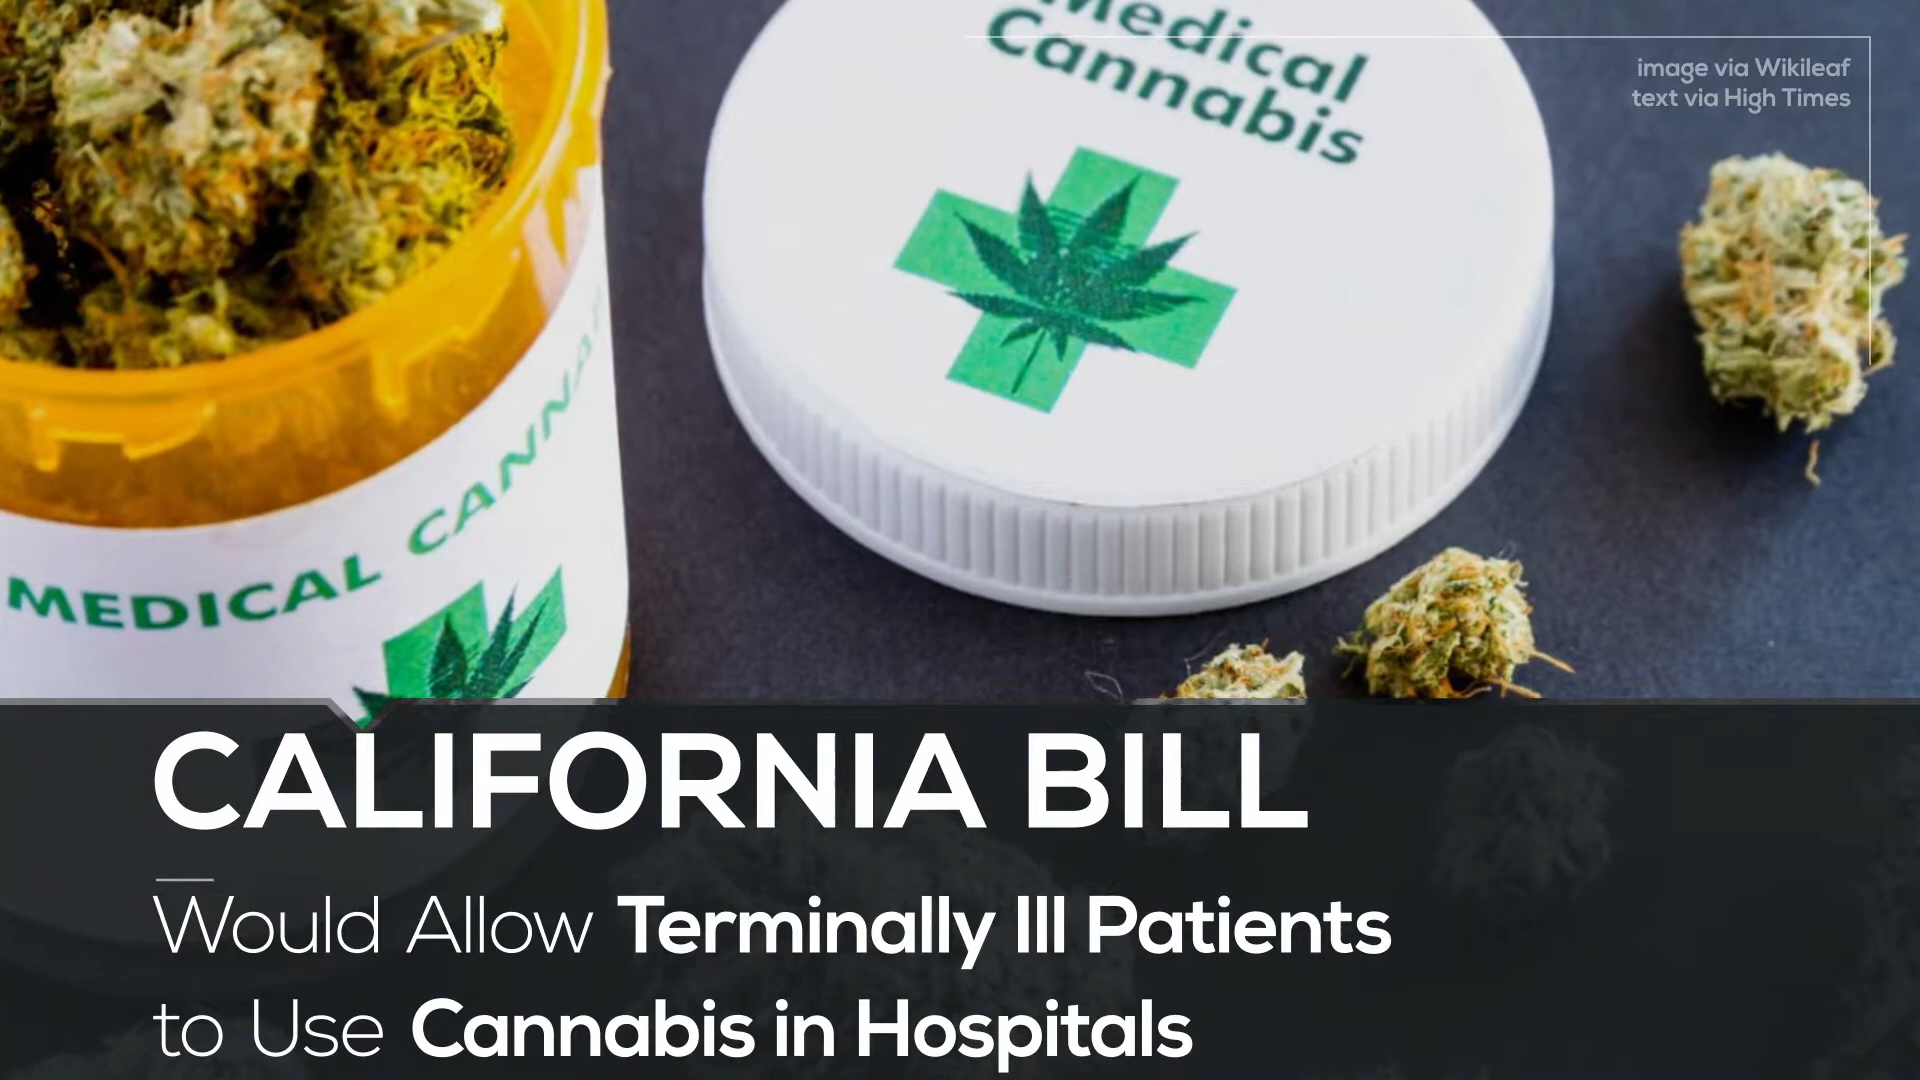 Medical
Cannabis
image via Wikileaf
text via High Times
MEDICAL CANNA
CALIFORNIA BILL
Would Allow Terminally Ill Patients
to Use Cannabis in Hospitals